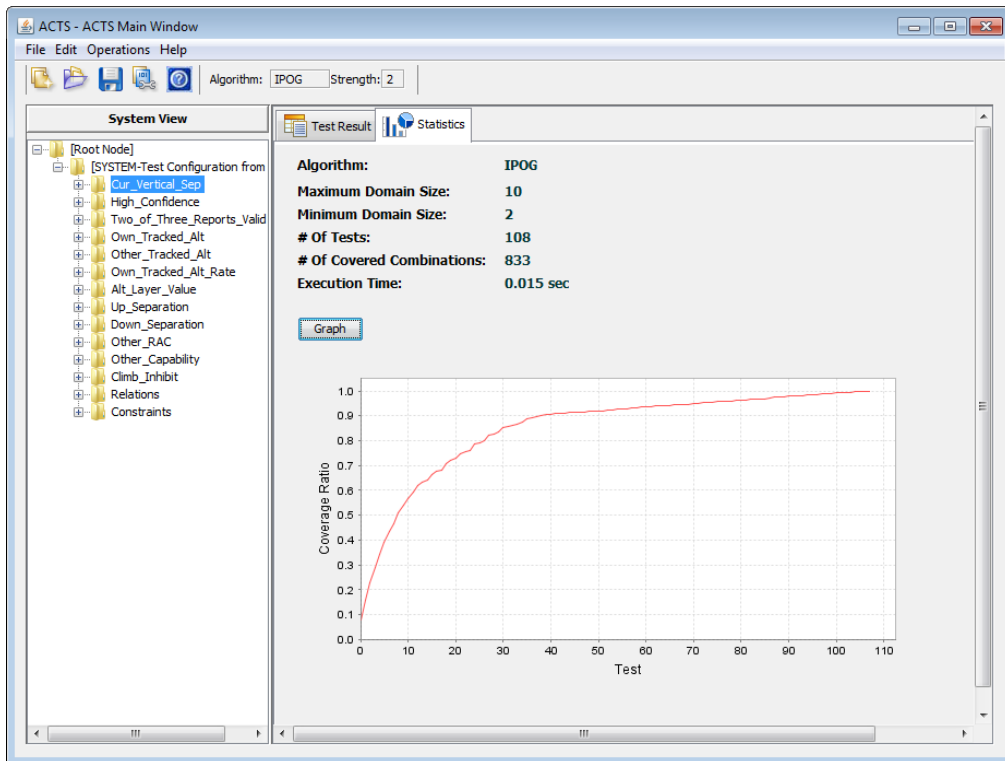 ACTS - ACTS Main Window
File Edit Operations Help
Algorithm: IPOG Strength: 2
System View
[Root Node]
[SYSTEM-Test Configuration from
Cur_Vertical_Sep
High_Confidence
Two_of_Three_Reports_Valid
Own_Tracked_Alt
Other_Tracked_Alt
Own_Tracked_Alt_Rate
Alt_Layer_Value
Up_Separation
Down_Separation
Other_RAC
Other_Capability
Climb_Inhibit
Relations
Constraints
Test Result Statistics
Algorithm: IPOG
Maximum Domain Size: 10
Minimum Domain Size: 2
# Of Tests: 108
# Of Covered Combinations: 833
Execution Time: 0.015 sec
Graph
Coverage Ratio
1.0
0.9
0.8
0.7
0.6
0.5
0.4
0.3
0.2
0.1
0.0
0 10 20 30 40 50 60 70 80 90 100 110
Test